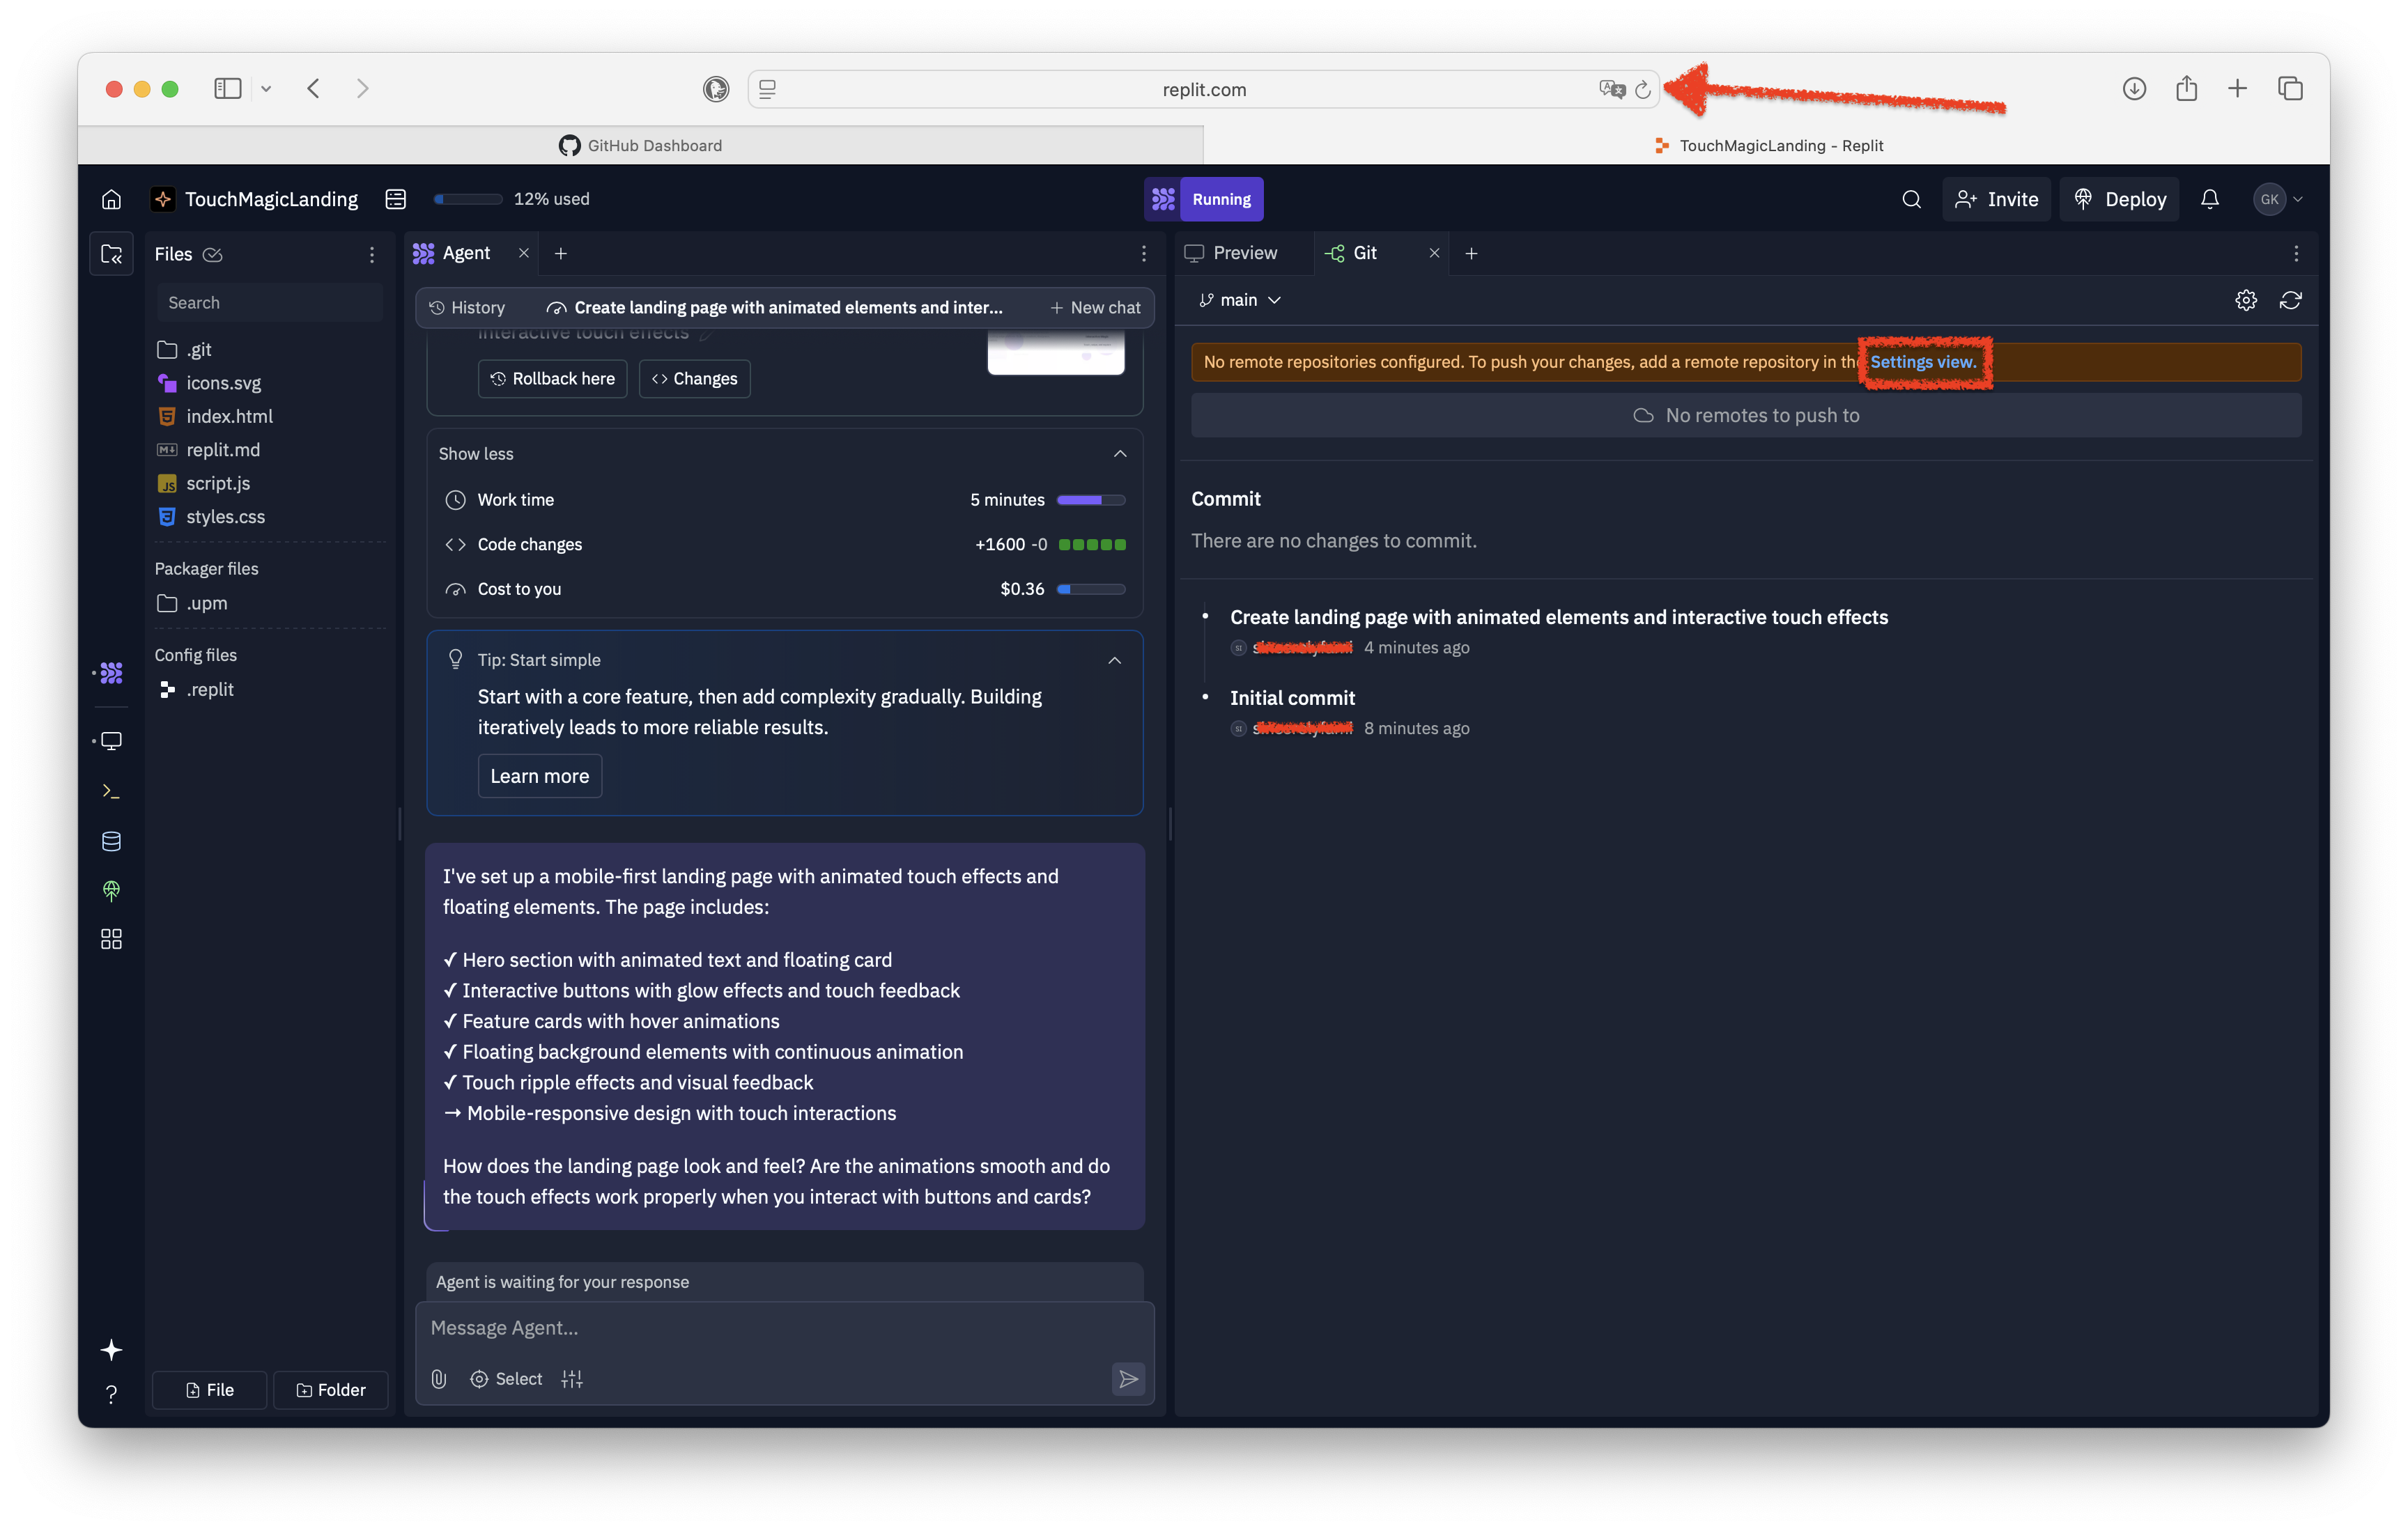 replit.com
GitHub Dashboard
TouchMagicLanding - Replit
TouchMagicLanding
12% used
Running
Invite
Deploy
GK
Files
Search
.git
icons.svg
index.html
replit.md
script.js
styles.css
Packager files
.upm
Config files
.replit
File
Folder
Agent
History
Create landing page with animated elements and inter...
New chat
interactive touch effects
Rollback here
Changes
Show less
Work time
5 minutes
Code changes
+1600 -0
Cost to you
$0.36
Tip: Start simple
Start with a core feature, then add complexity gradually. Building
iteratively leads to more reliable results.
Learn more
I've set up a mobile-first landing page with animated touch effects and
floating elements. The page includes:
✓ Hero section with animated text and floating card
✓ Interactive buttons with glow effects and touch feedback
✓ Feature cards with hover animations
✓ Floating background elements with continuous animation
✓ Touch ripple effects and visual feedback
→ Mobile-responsive design with touch interactions
How does the landing page look and feel? Are the animations smooth and do
the touch effects work properly when you interact with buttons and cards?
Agent is waiting for your response
Message Agent...
Select
Preview
Git
main
No remote repositories configured. To push your changes, add a remote repository in the Settings view.
No remotes to push to
Commit
There are no changes to commit.
Create landing page with animated elements and interactive touch effects
SI
4 minutes ago
Initial commit
SI
8 minutes ago